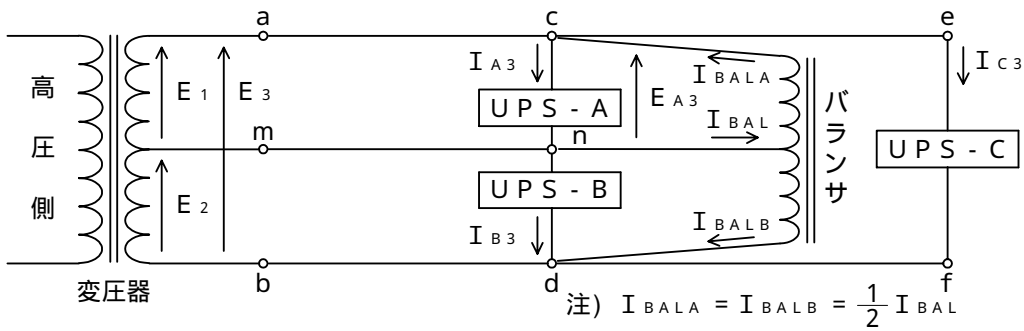 a
c
e
高圧側
E 1
E 3
I A3
I BALA
I C3
UPS-A
E A3
I BAL
バランサ
m
n
UPS-C
UPS-B
E 2
I B3
I BALB
b
d
f
変圧器
注) I BALA = I BALB = 1/2 I BAL